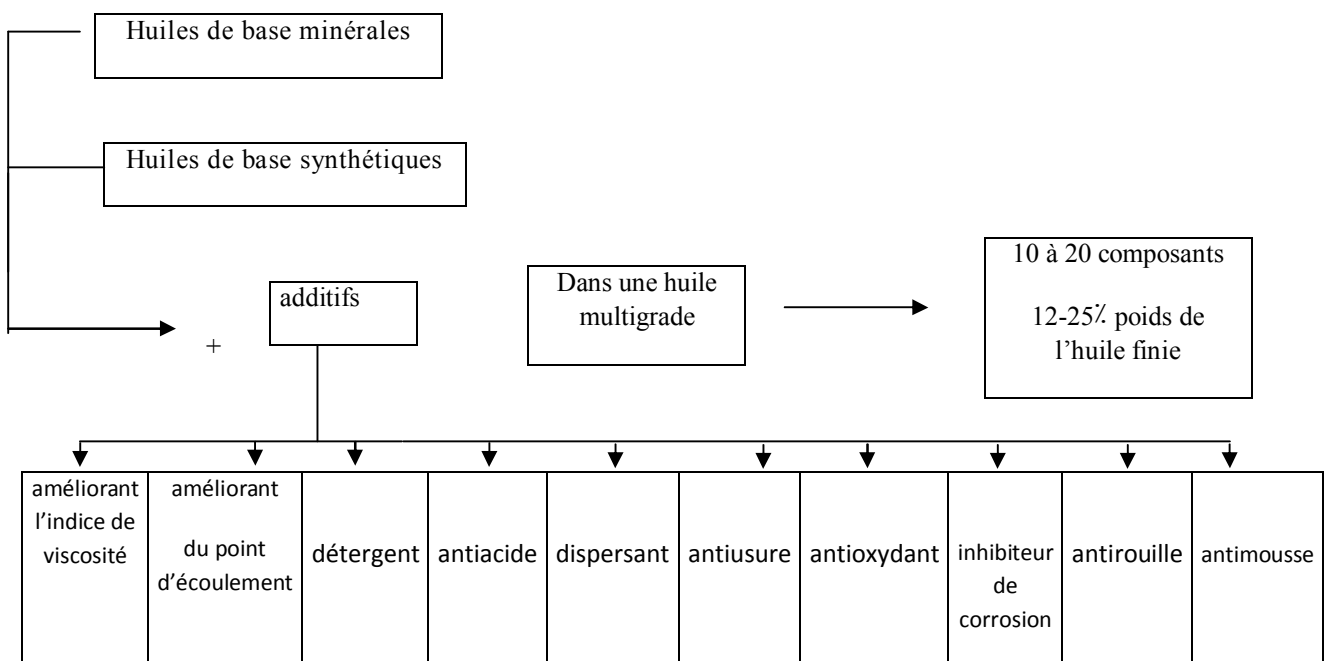 Huiles de base minérales
Huiles de base synthétiques
additifs
+
Dans une huile
multigrade
10 à 20 composants
12-25٪ poids de
l’huile finie
améliorant
l’indice de
viscosité
améliorant
du point
d’écoulement
détergent
antiacide
dispersant
antiusure
antioxydant
inhibiteur
de
corrosion
antirouille
antimousse